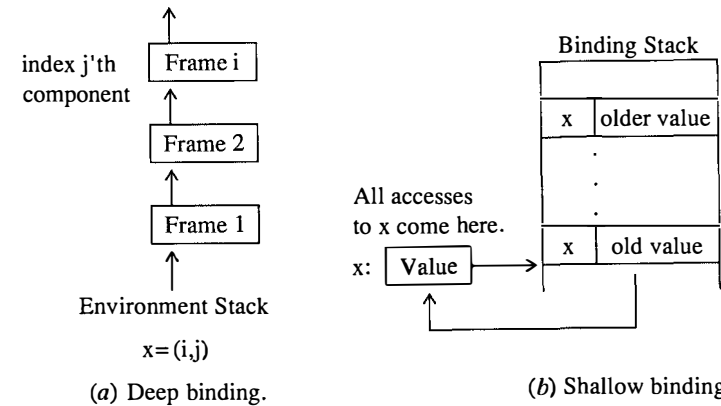 index j'th
component
Frame i
Frame 2
Frame 1
Environment Stack
x=(i,j)
(a) Deep binding.
Binding Stack
x older value
.
.
.
All accesses
to x come here.
x old value
x: Value
(b) Shallow binding